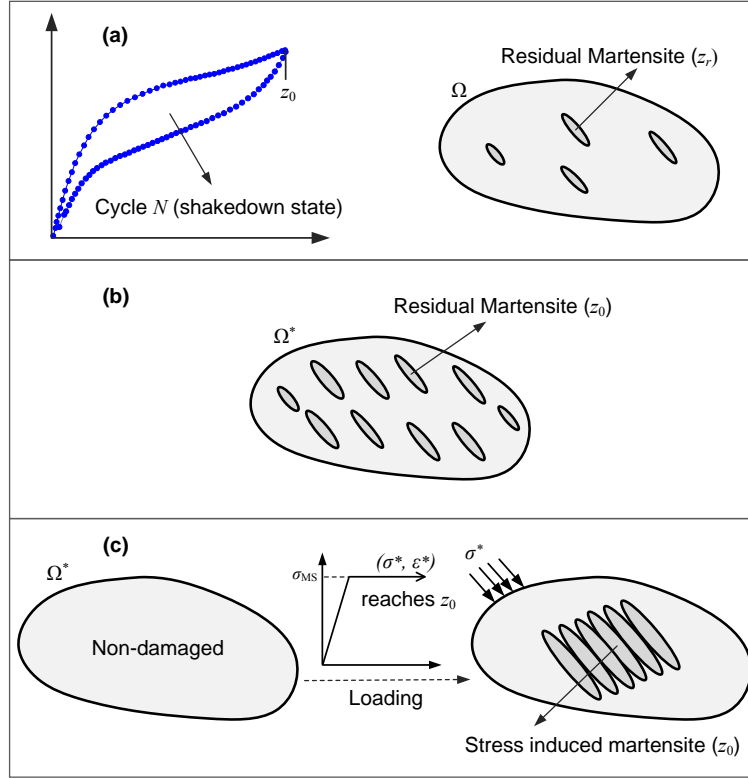 (a)
z₀
Cycle N (shakedown state)
Residual Martensite (zᵣ)
Ω
(b)
Residual Martensite (z₀)
Ω*
(c)
Ω*
Non-damaged
σMS
(σ*, ε*)
reaches z₀
Loading
σ*
Stress induced martensite (z₀)